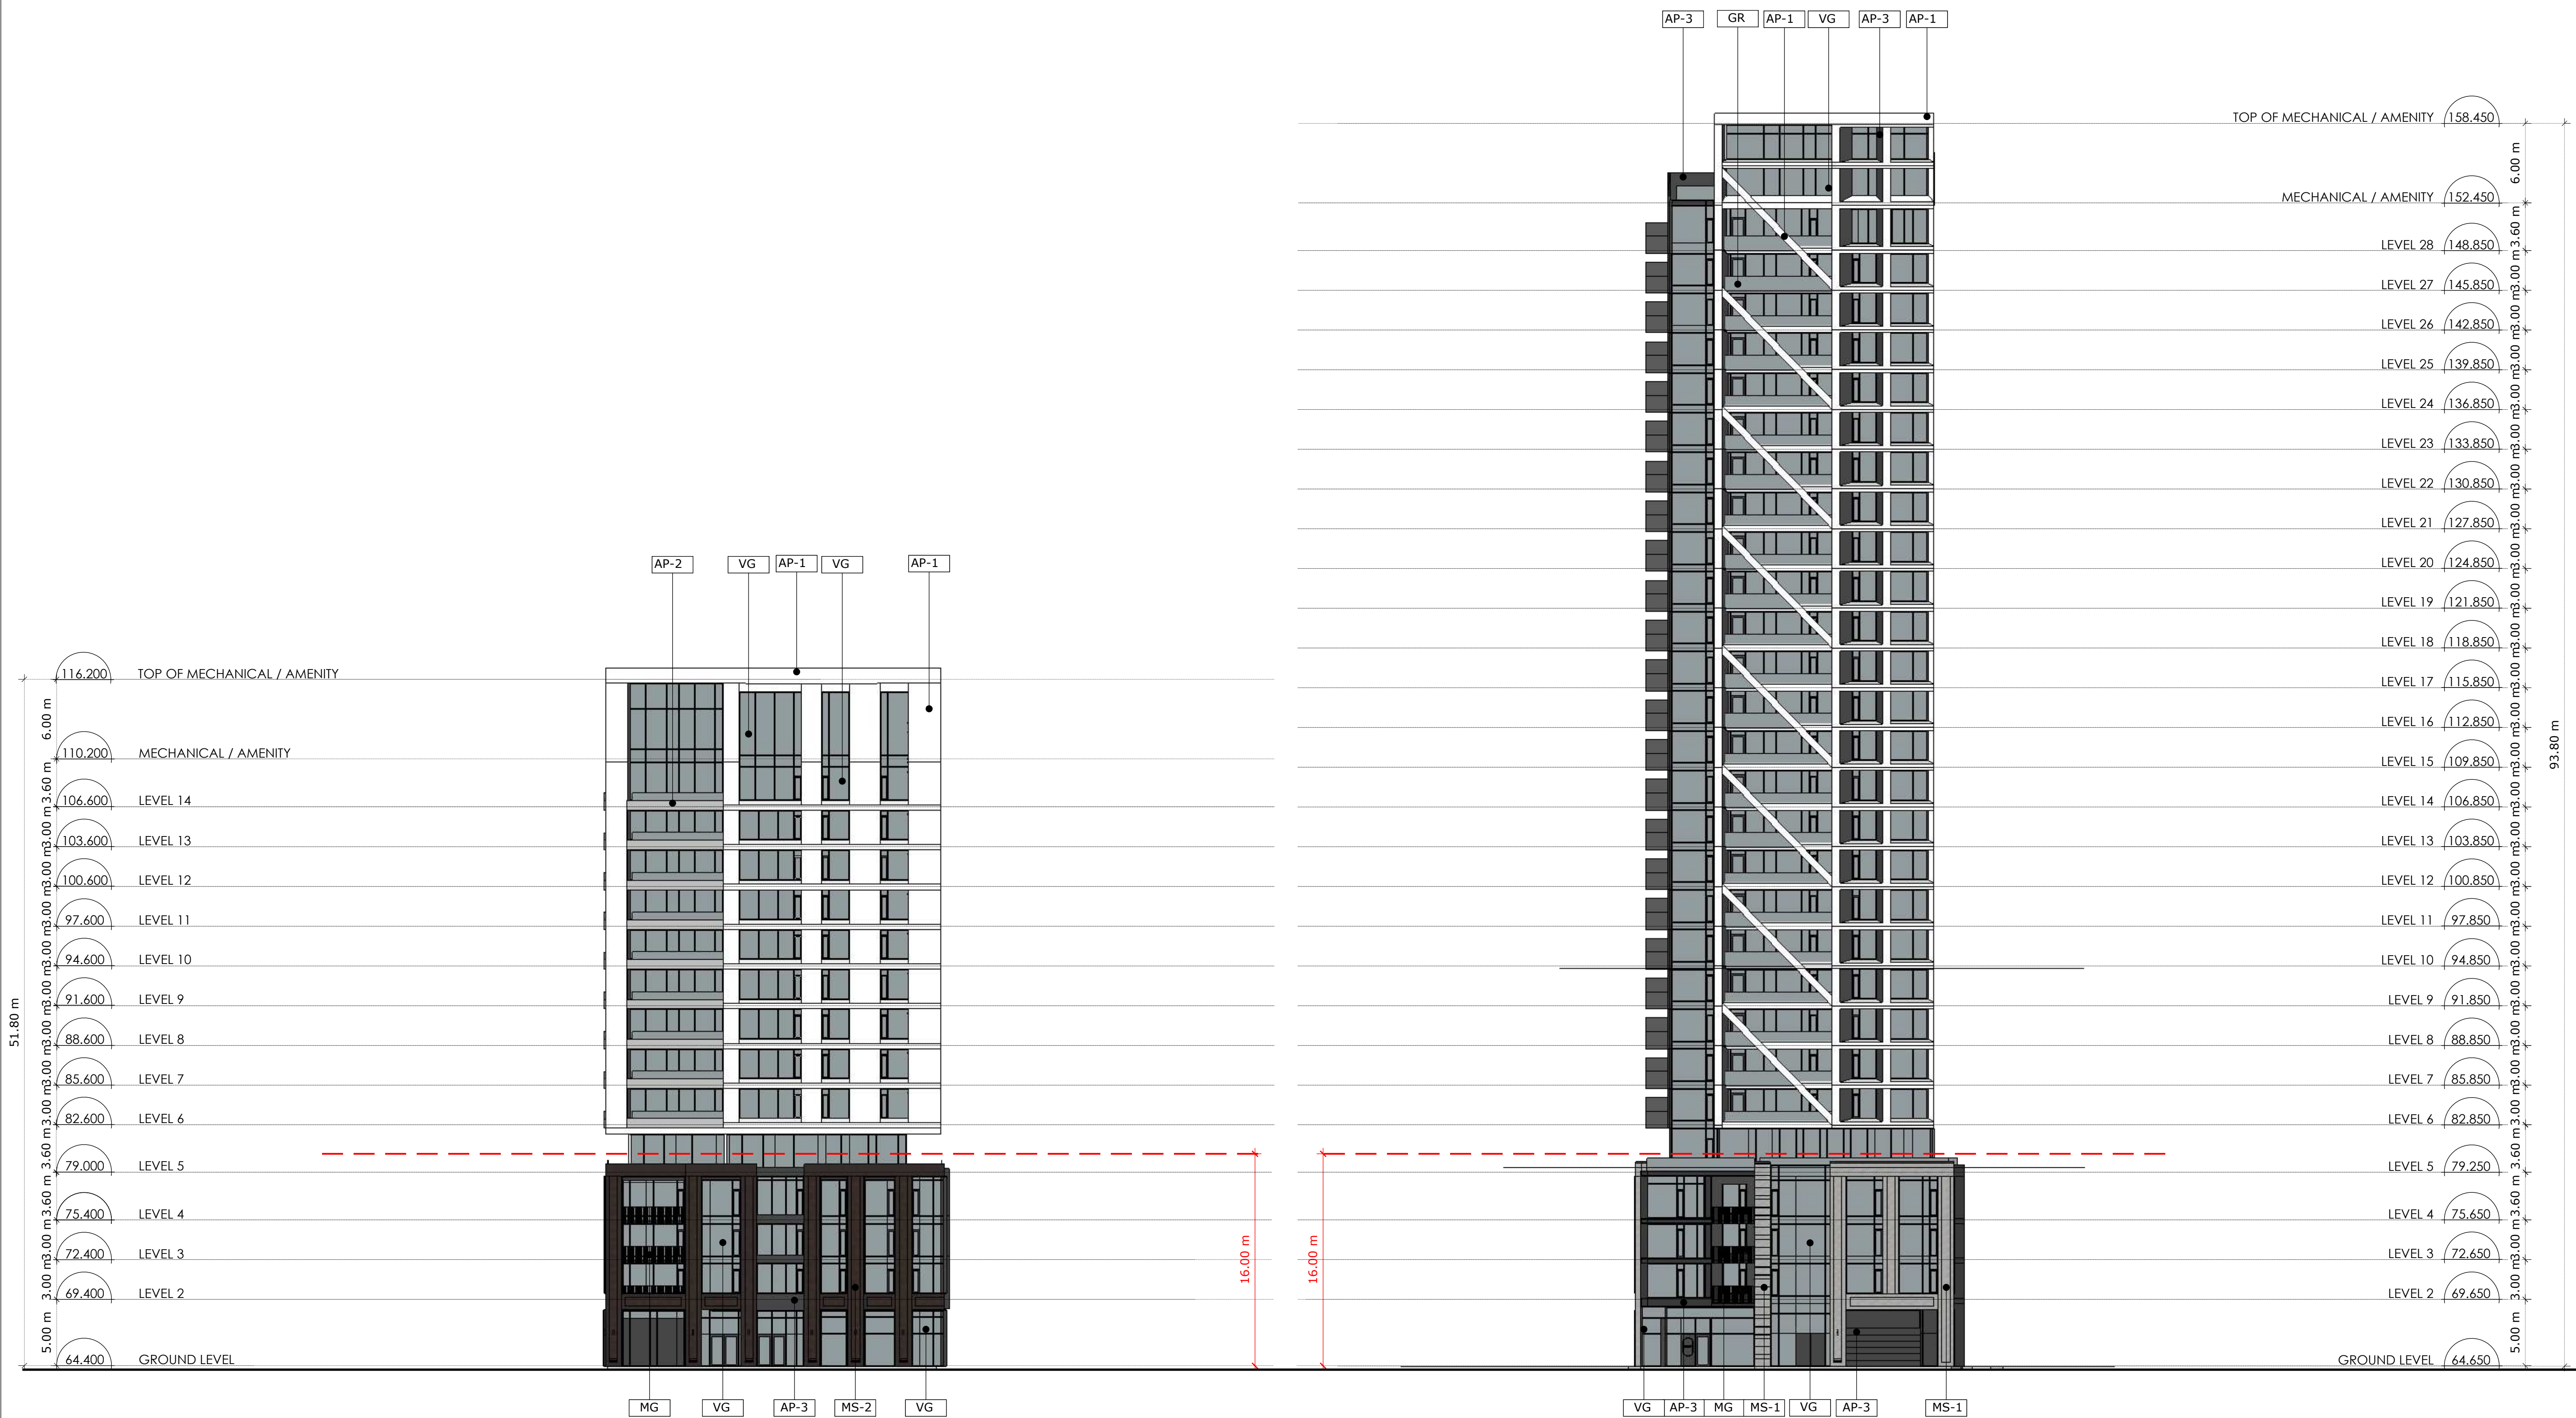 AP-3 GR AP-1 VG AP-3 AP-1
TOP OF MECHANICAL / AMENITY 158.450
6.00 m
MECHANICAL / AMENITY 152.450
3.60 m
LEVEL 28 148.850
3.00 m
LEVEL 27 145.850
3.00 m
LEVEL 26 142.850
3.00 m
LEVEL 25 139.850
3.00 m
LEVEL 24 136.850
3.00 m
LEVEL 23 133.850
3.00 m
LEVEL 22 130.850
3.00 m
LEVEL 21 127.850
3.00 m
LEVEL 20 124.850
3.00 m
LEVEL 19 121.850
3.00 m
LEVEL 18 118.850
3.00 m
LEVEL 17 115.850
3.00 m
LEVEL 16 112.850
3.00 m
LEVEL 15 109.850
3.00 m
LEVEL 14 106.850
3.00 m
LEVEL 13 103.850
3.00 m
LEVEL 12 100.850
3.00 m
LEVEL 11 97.850
3.00 m
LEVEL 10 94.850
3.00 m
LEVEL 9 91.850
3.00 m
LEVEL 8 88.850
3.00 m
LEVEL 7 85.850
3.00 m
LEVEL 6 82.850
3.60 m
LEVEL 5 79.250
3.60 m
LEVEL 4 75.650
3.00 m
LEVEL 3 72.650
3.00 m
LEVEL 2 69.650
5.00 m
GROUND LEVEL 64.650
93.80 m
16.00 m
VG AP-3 MG MS-1 VG AP-3 MS-1
AP-2 VG AP-1 VG AP-1
116.200 TOP OF MECHANICAL / AMENITY
6.00 m
110.200 MECHANICAL / AMENITY
3.60 m
106.600 LEVEL 14
3.00 m
103.600 LEVEL 13
3.00 m
100.600 LEVEL 12
3.00 m
97.600 LEVEL 11
3.00 m
94.600 LEVEL 10
3.00 m
91.600 LEVEL 9
3.00 m
88.600 LEVEL 8
3.00 m
85.600 LEVEL 7
3.00 m
82.600 LEVEL 6
3.60 m
79.000 LEVEL 5
3.60 m
75.400 LEVEL 4
3.00 m
72.400 LEVEL 3
3.00 m
69.400 LEVEL 2
5.00 m
64.400 GROUND LEVEL
51.80 m
16.00 m
MG VG AP-3 MS-2 VG